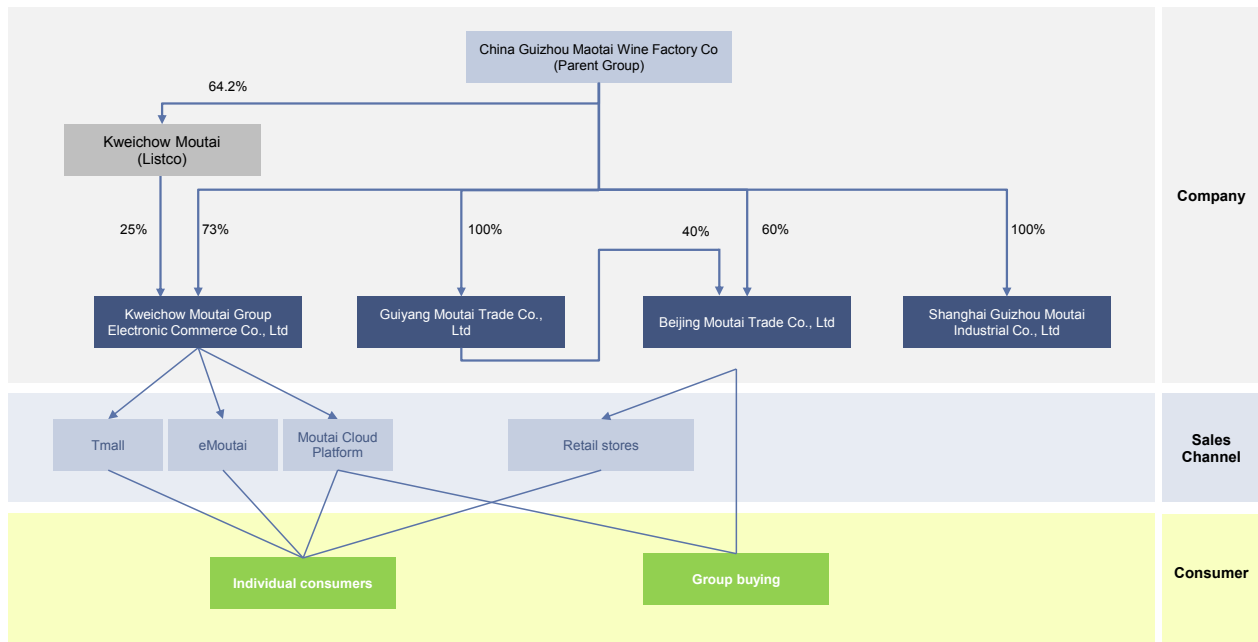 China Guizhou Maotai Wine Factory Co
(Parent Group)
64.2%
Kweichow Moutai
(Listco)
Company
25%
73%
100%
40%
60%
100%
Kweichow Moutai Group
Electronic Commerce Co., Ltd
Guiyang Moutai Trade Co.,
Ltd
Beijing Moutai Trade Co., Ltd
Shanghai Guizhou Moutai
Industrial Co., Ltd
Tmall
eMoutai
Moutai Cloud
Platform
Retail stores
Sales
Channel
Individual consumers
Group buying
Consumer